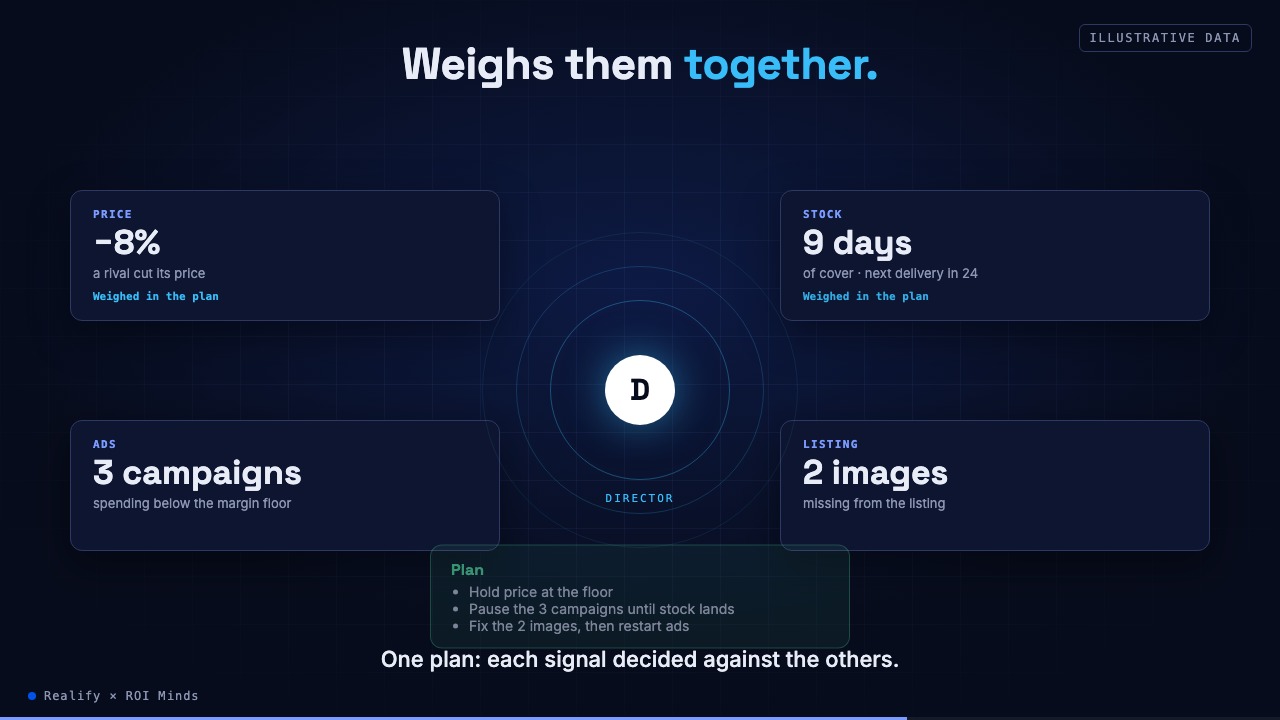 ILLUSTRATIVE DATA
Weighs them together.
PRICE
−8%
a rival cut its price
Weighed in the plan
STOCK
9 days
of cover · next delivery in 24
Weighed in the plan
D
DIRECTOR
ADS
3 campaigns
spending below the margin floor
LISTING
2 images
missing from the listing
Plan
• Hold price at the floor
• Pause the 3 campaigns until stock lands
• Fix the 2 images, then restart ads
One plan: each signal decided against the others.
Realify × ROI Minds